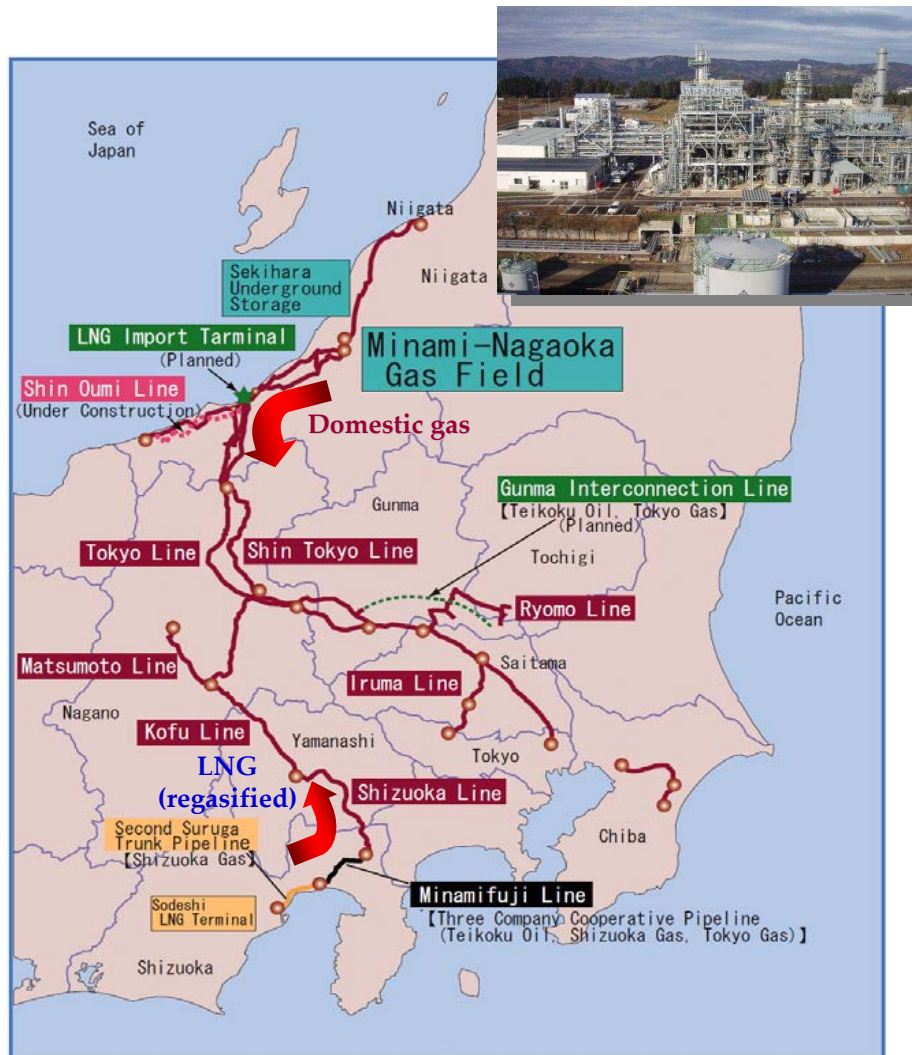 Sea of
Japan
Niigata
Niigata
Sekihara
Underground
Storage
LNG Import Tarminal
(Planned)
Minami-Nagaoka
Gas Field
Shin Oumi Line
(Under Construction)
Domestic gas
Gunma
Gunma Interconnection Line
【Teikoku Oil, Tokyo Gas】
(Planned)
Tochigi
Tokyo Line
Shin Tokyo Line
Ryomo Line
Pacific
Ocean
Matsumoto Line
Saitama
Iruma Line
Nagano
Kofu Line
Yamanashi
Tokyo
LNG
(regasified)
Shizuoka Line
Second Suruga
Trunk Pipeline
【Shizuoka Gas】
Chiba
Sodeshi
LNG Terminal
Minamifuji Line
【Three Company Cooperative Pipeline
(Teikoku Oil, Shizuoka Gas, Tokyo Gas)】
Shizuoka